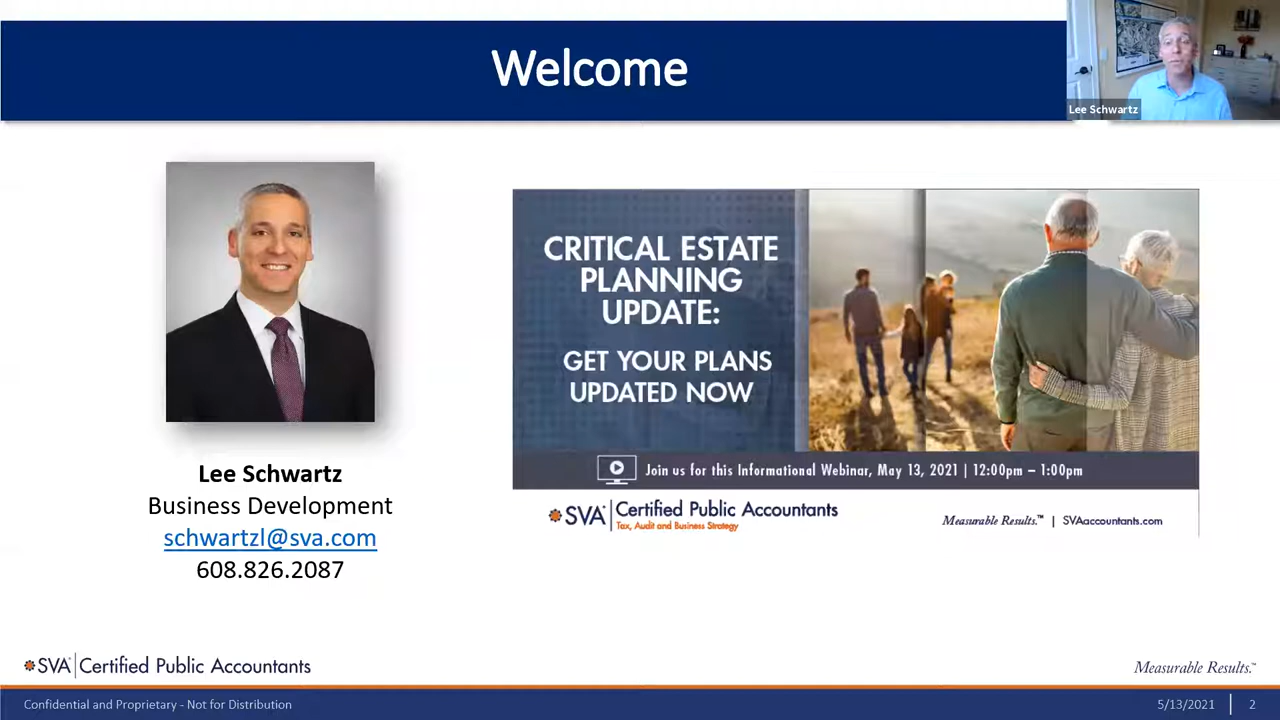 Welcome
Lee Schwartz
CRITICAL ESTATE
PLANNING
UPDATE:
GET YOUR PLANS
UPDATED NOW
Join us for this Informational Webinar, May 13, 2021 | 12:00pm – 1:00pm
SVA Certified Public Accountants
Tax, Audit and Business Strategy
Measurable Results.™ | SVAaccountants.com
Lee Schwartz
Business Development
schwartzl@sva.com
608.826.2087
SVA Certified Public Accountants
Measurable Results.™
Confidential and Proprietary - Not for Distribution
5/13/2021 | 2